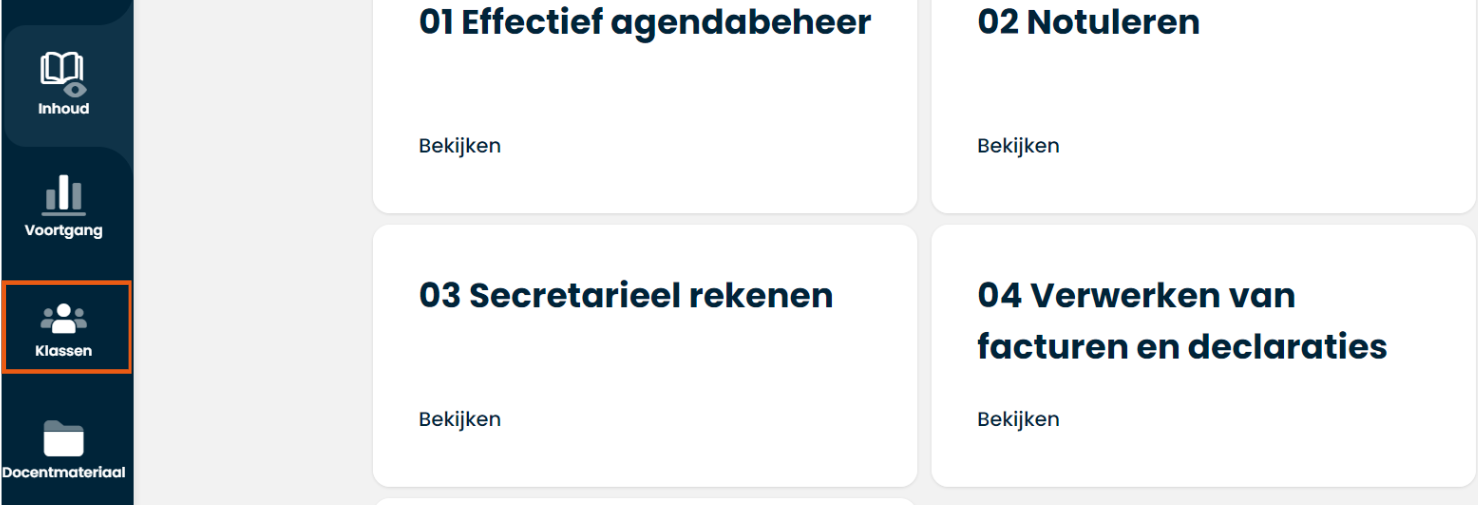 Inhoud
Voortgang
Klassen
Docentmateriaal
01 Effectief agendabeheer
Bekijken
02 Notuleren
Bekijken
03 Secretarieel rekenen
Bekijken
04 Verwerken van
facturen en declaraties
Bekijken